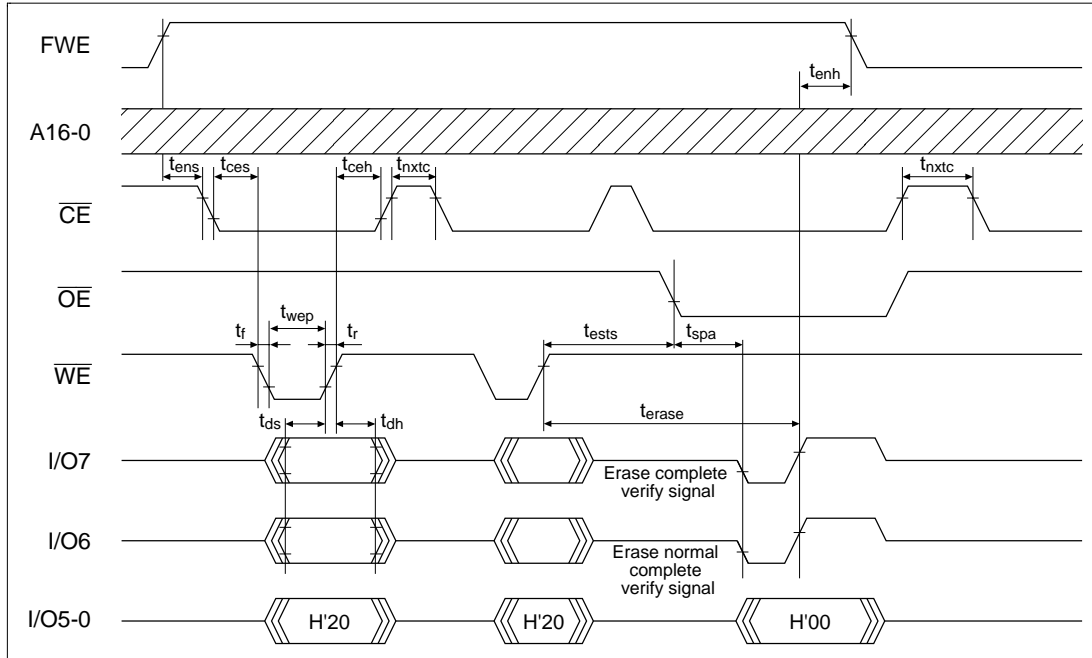 FWE
tenh
A16-0
tens
tces
tceh
tnxtc
tnxtc
CE
OE
twep
tf
tr
tests
tspa
WE
terase
tds
tdh
I/O7
Erase complete
verify signal
I/O6
Erase normal
complete
verify signal
I/O5-0
H'20
H'20
H'00